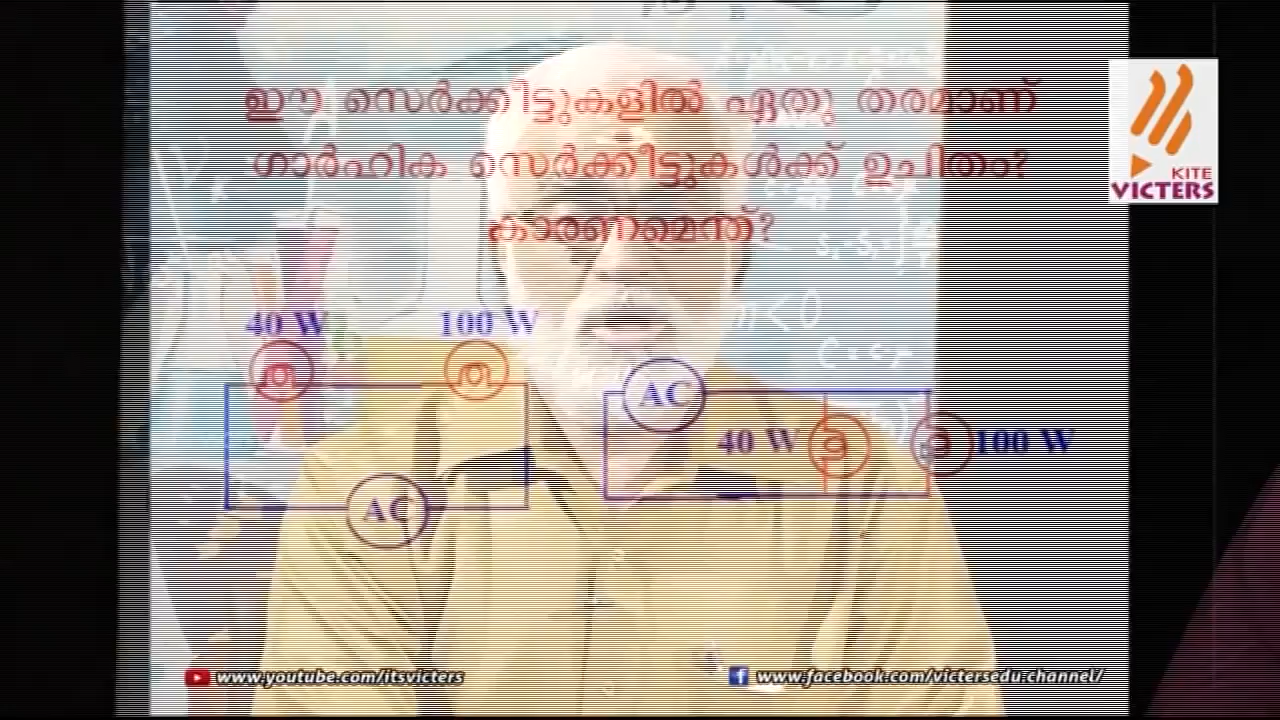 ഈ സെർക്കീട്ടുകളിൽ ഏതു തരമാണ്
ഗാർഹിക സെർക്കീട്ടുകൾക്ക് ഉചിതം?
കാരണമെന്ത്?
40 W
100 W
AC
AC
40 W
100 W
m < 0
KITE
VICTERS
www.youtube.com/itsvicters
www.facebook.com/victersedu.channel/